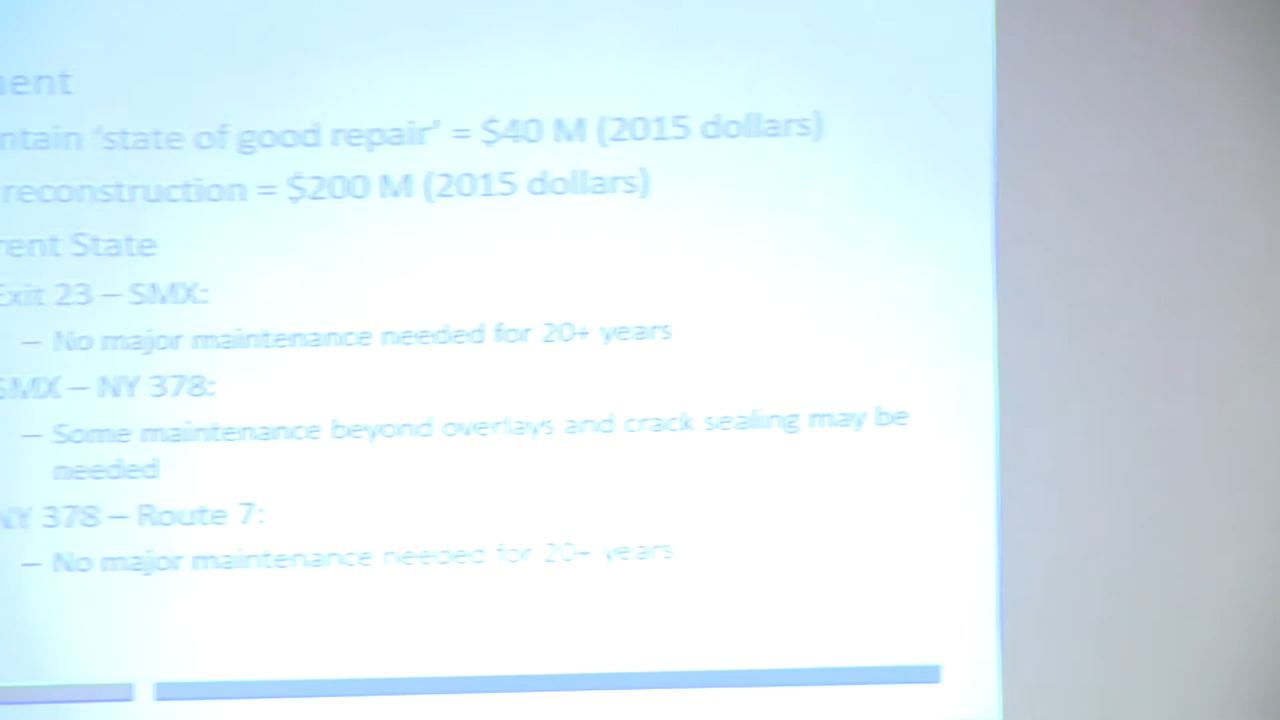 ntain ‘state of good repair’ = $40 M (2015 dollars)
reconstruction = $200 M (2015 dollars)
rent State
Exit 23 – SMX:
– No major maintenance needed for 20+ years
SMX – NY 378:
– Some maintenance beyond overlays and crack sealing may be
needed
NY 378 – Route 7:
– No major maintenance needed for 20+ years